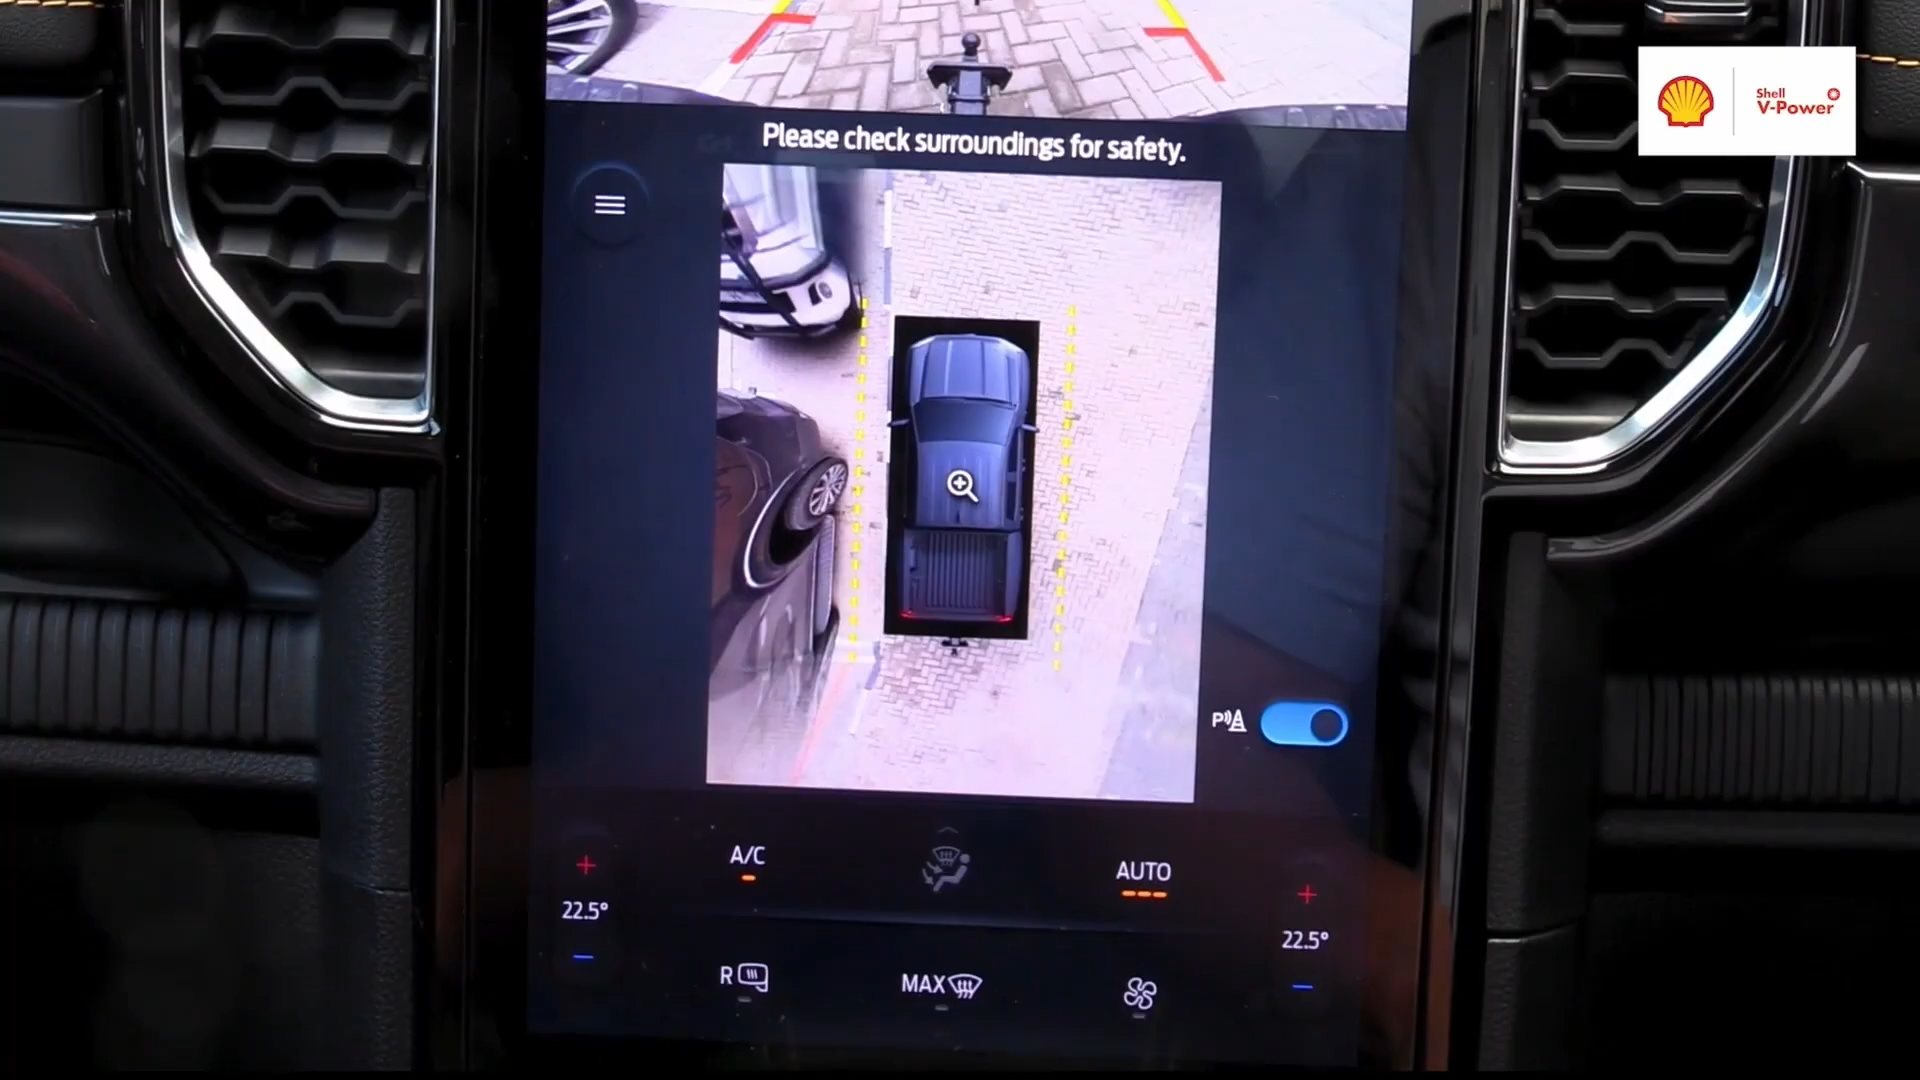 Shell
V-Power
Please check surroundings for safety.
P
A/C
AUTO
22.5°
22.5°
R
MAX